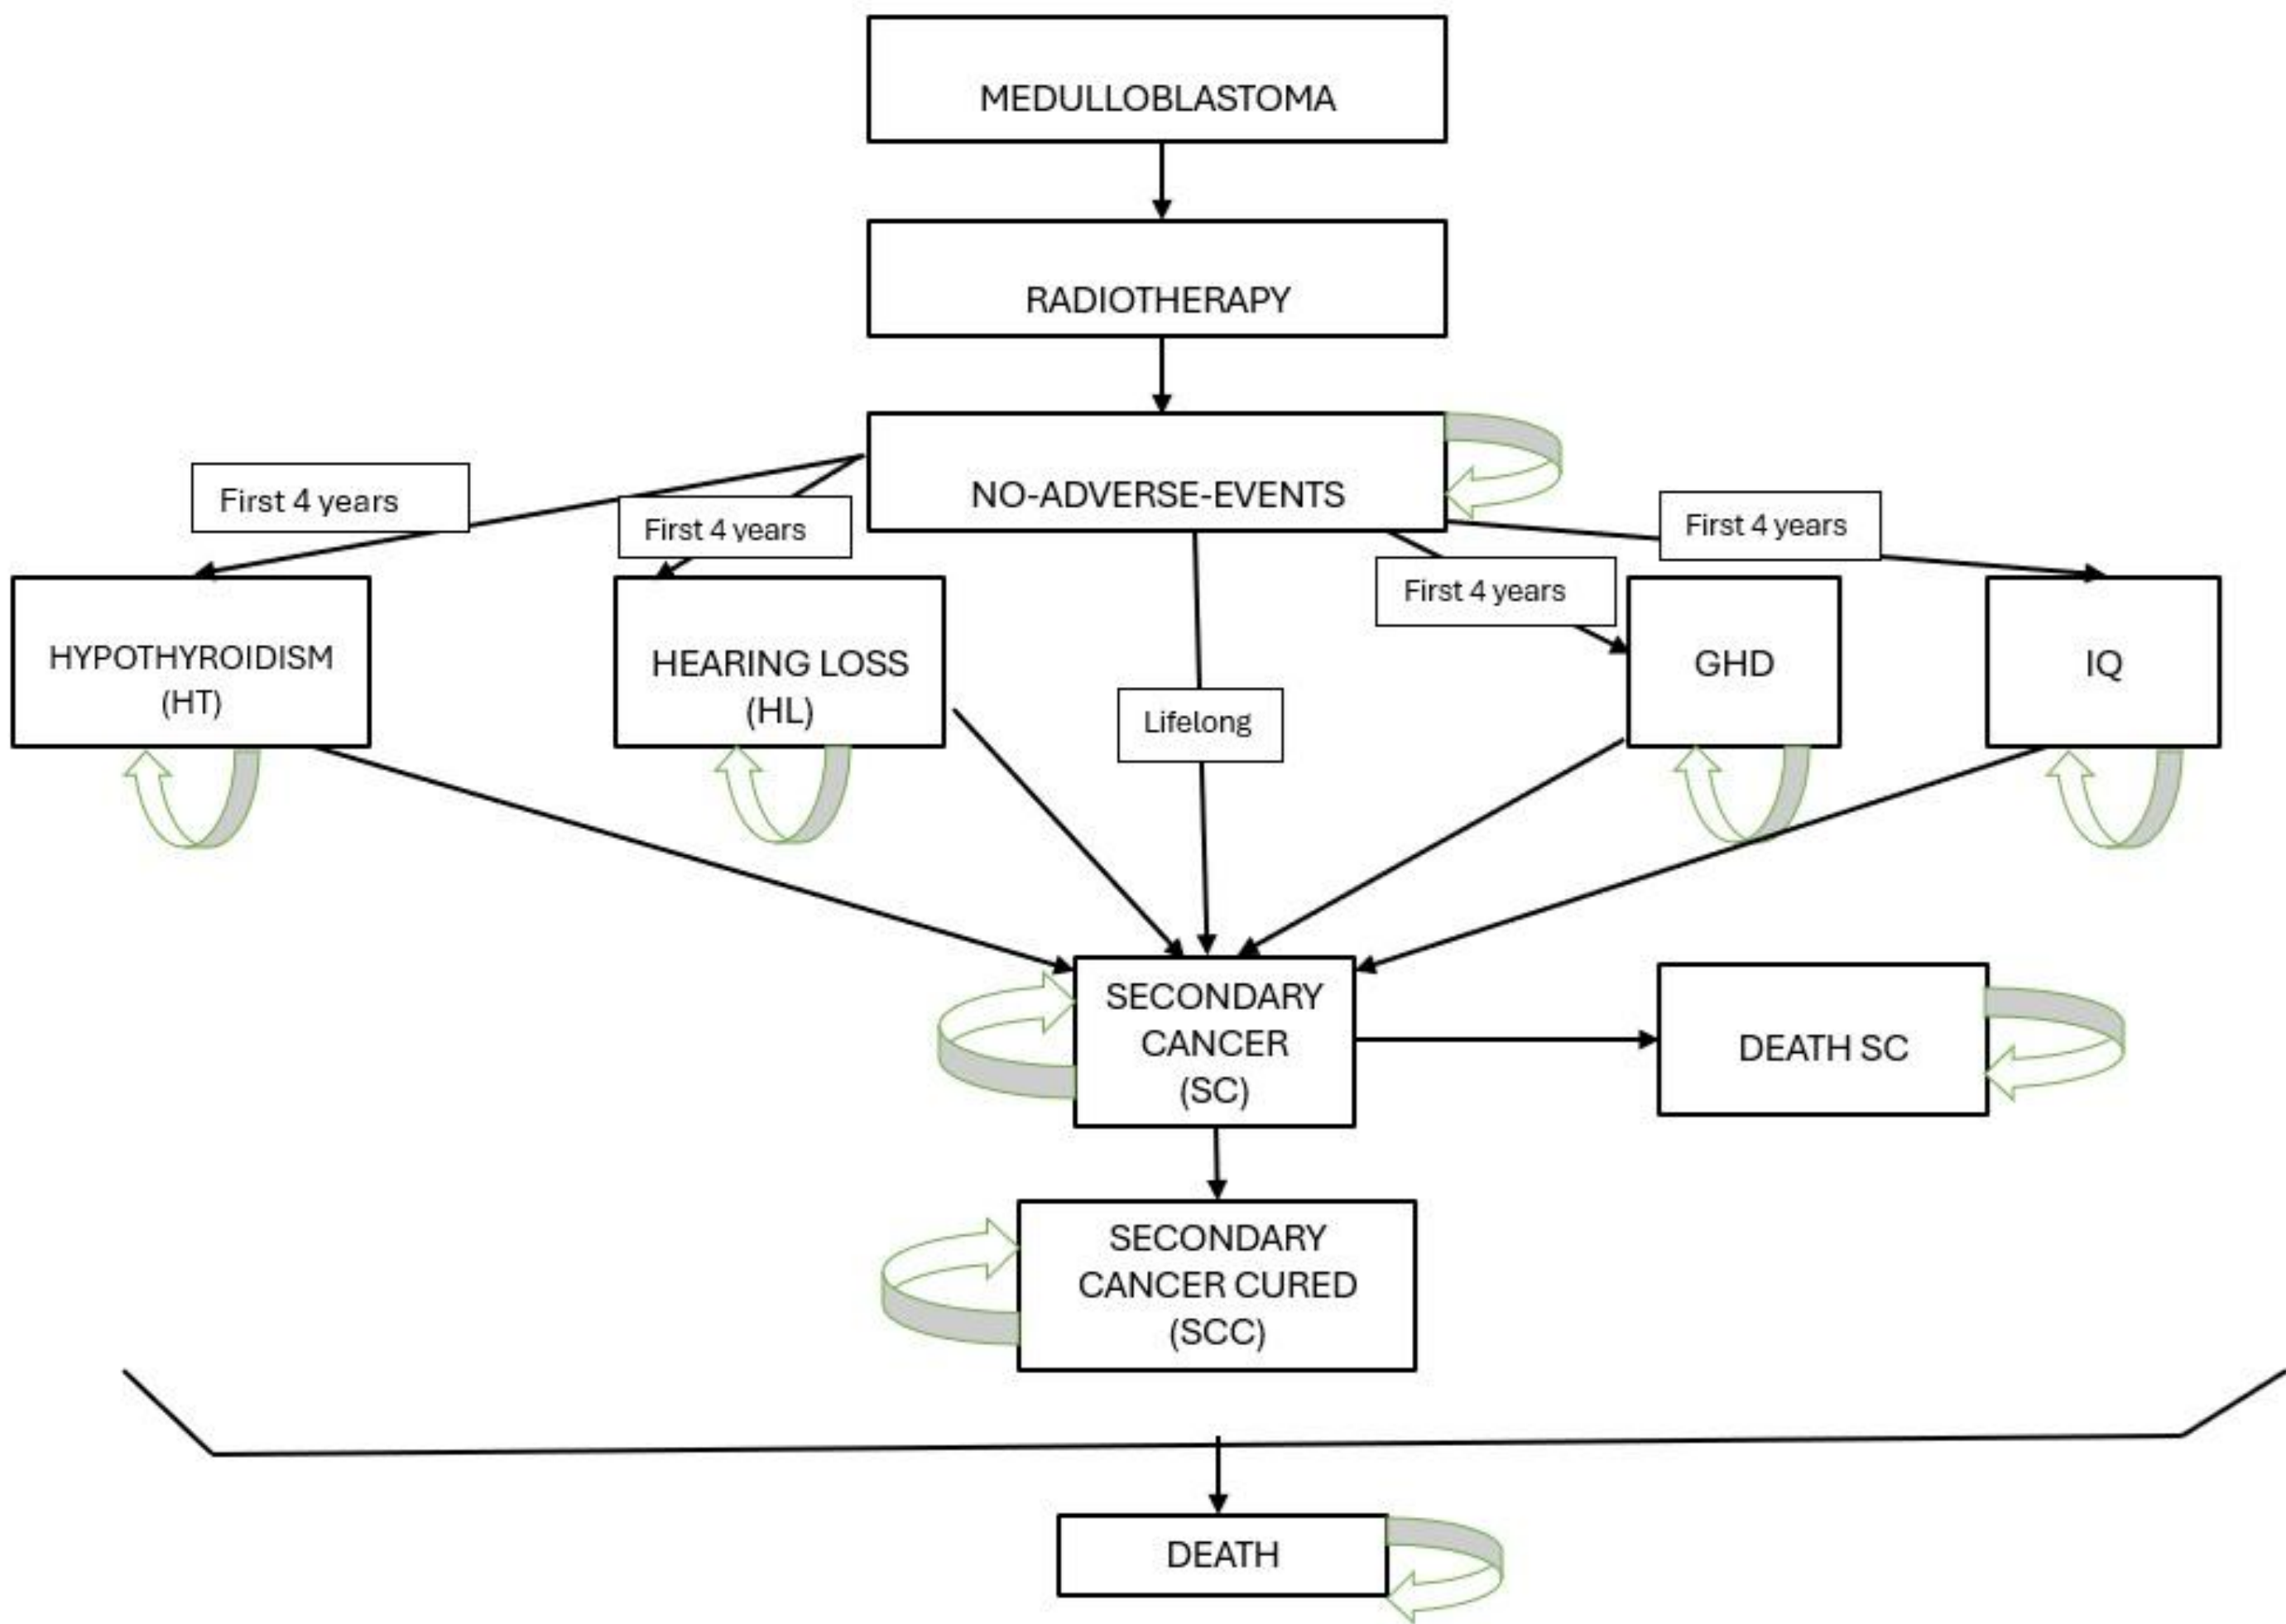 MEDULLOBLASTOMA
RADIOTHERAPY
NO-ADVERSE-EVENTS
First 4 years
First 4 years
First 4 years
First 4 years
HYPOTHYROIDISM
(HT)
HEARING LOSS
(HL)
Lifelong
GHD
IQ
SECONDARY
CANCER
(SC)
DEATH SC
SECONDARY
CANCER CURED
(SCC)
DEATH